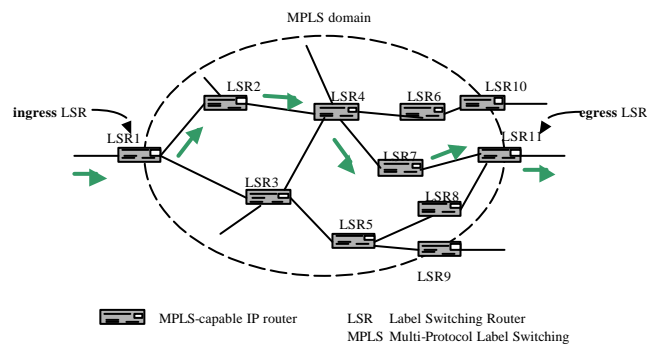 MPLS domain
LSR2
LSR4
LSR6
LSR10
ingress LSR
egress LSR
LSR1
LSR11
LSR7
LSR3
LSR8
LSR5
LSR9
MPLS-capable IP router
LSR Label Switching Router
MPLS Multi-Protocol Label Switching